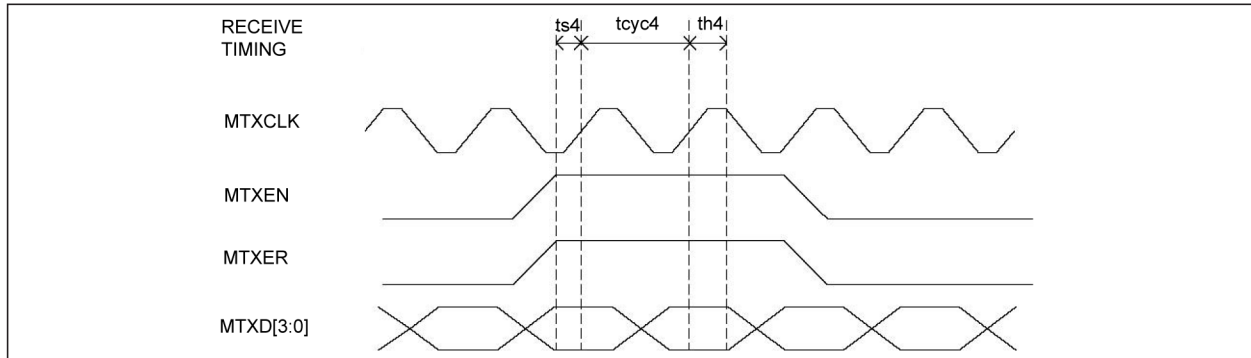 RECEIVE
TIMING
ts4 tcyc4 th4
MTXCLK
MTXEN
MTXER
MTXD[3:0]